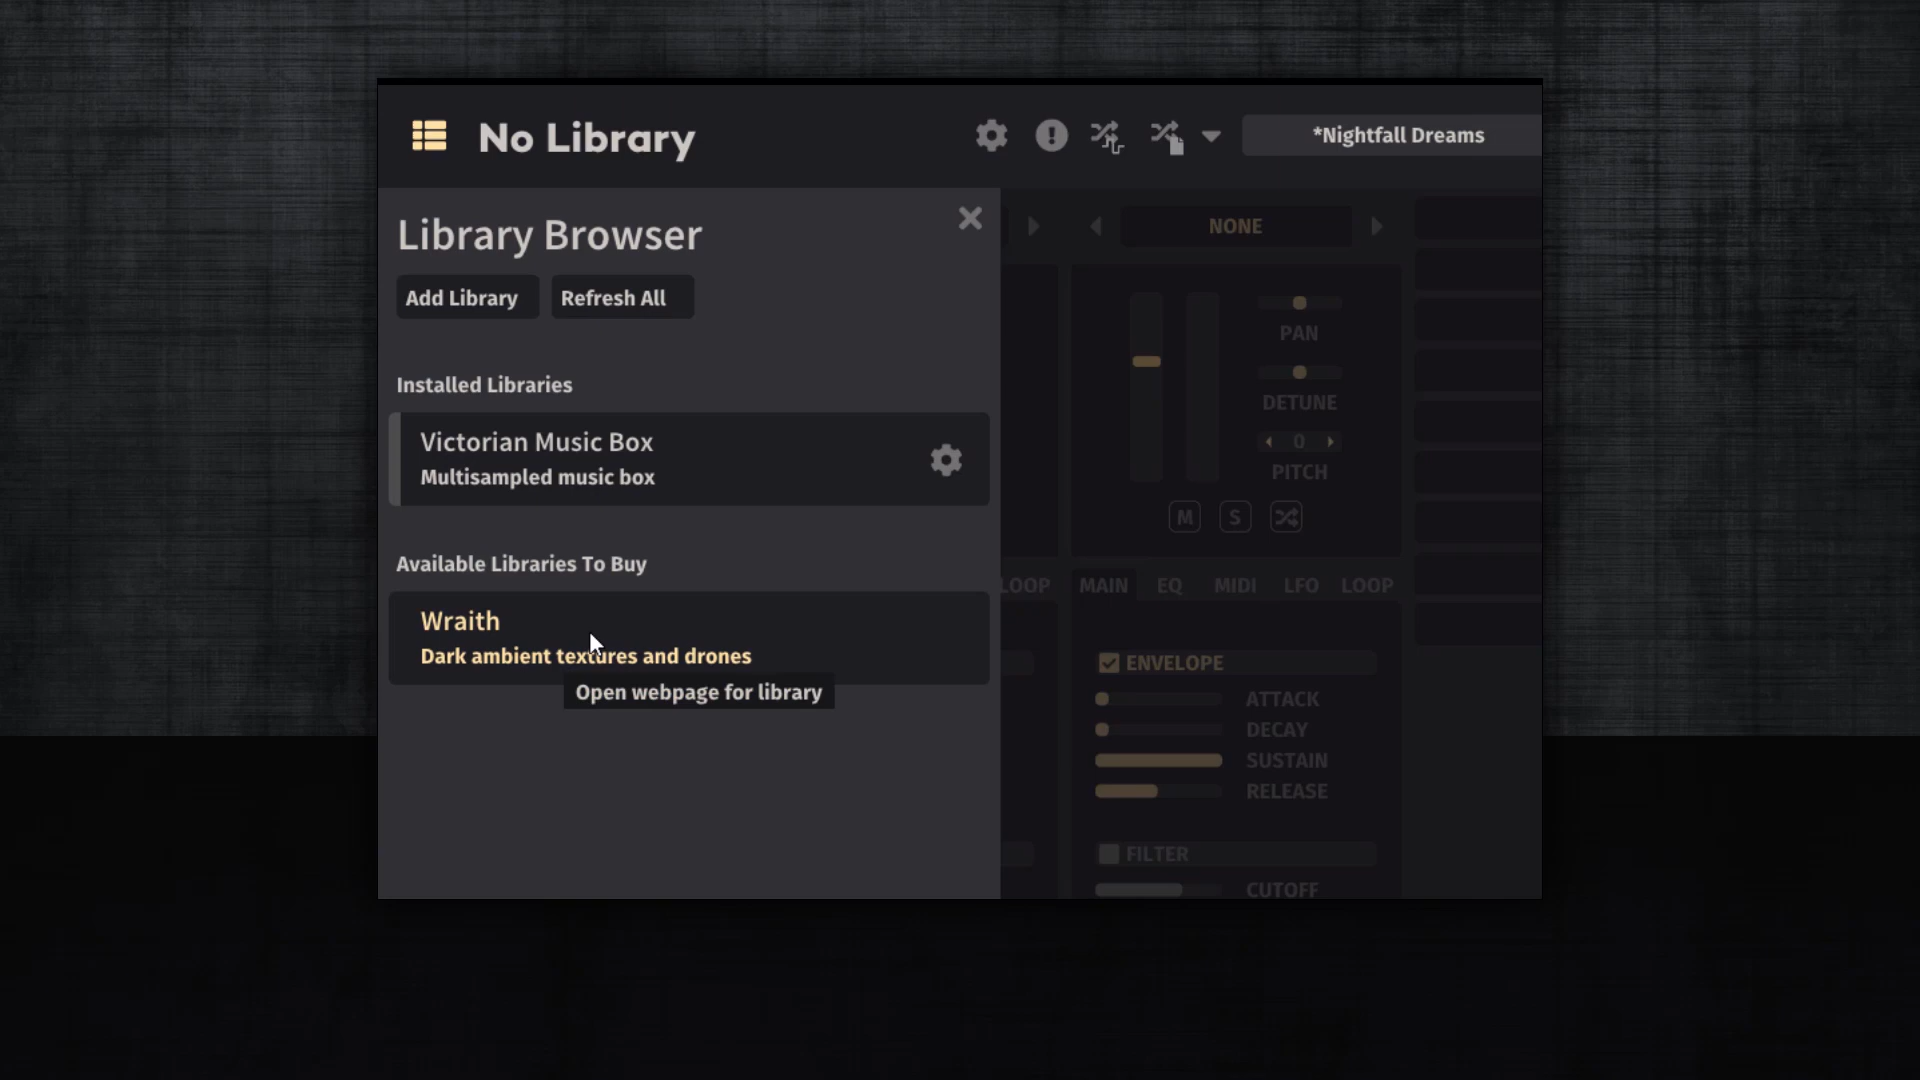 No Library
*Nightfall Dreams
Library Browser
Add Library
Refresh All
Installed Libraries
Victorian Music Box
Multisampled music box
Available Libraries To Buy
Wraith
Dark ambient textures and drones
Open webpage for library
NONE
PAN
DETUNE
0
PITCH
M
S
LOOP
MAIN
EQ
MIDI
LFO
LOOP
ENVELOPE
ATTACK
DECAY
SUSTAIN
RELEASE
FILTER
CUTOFF